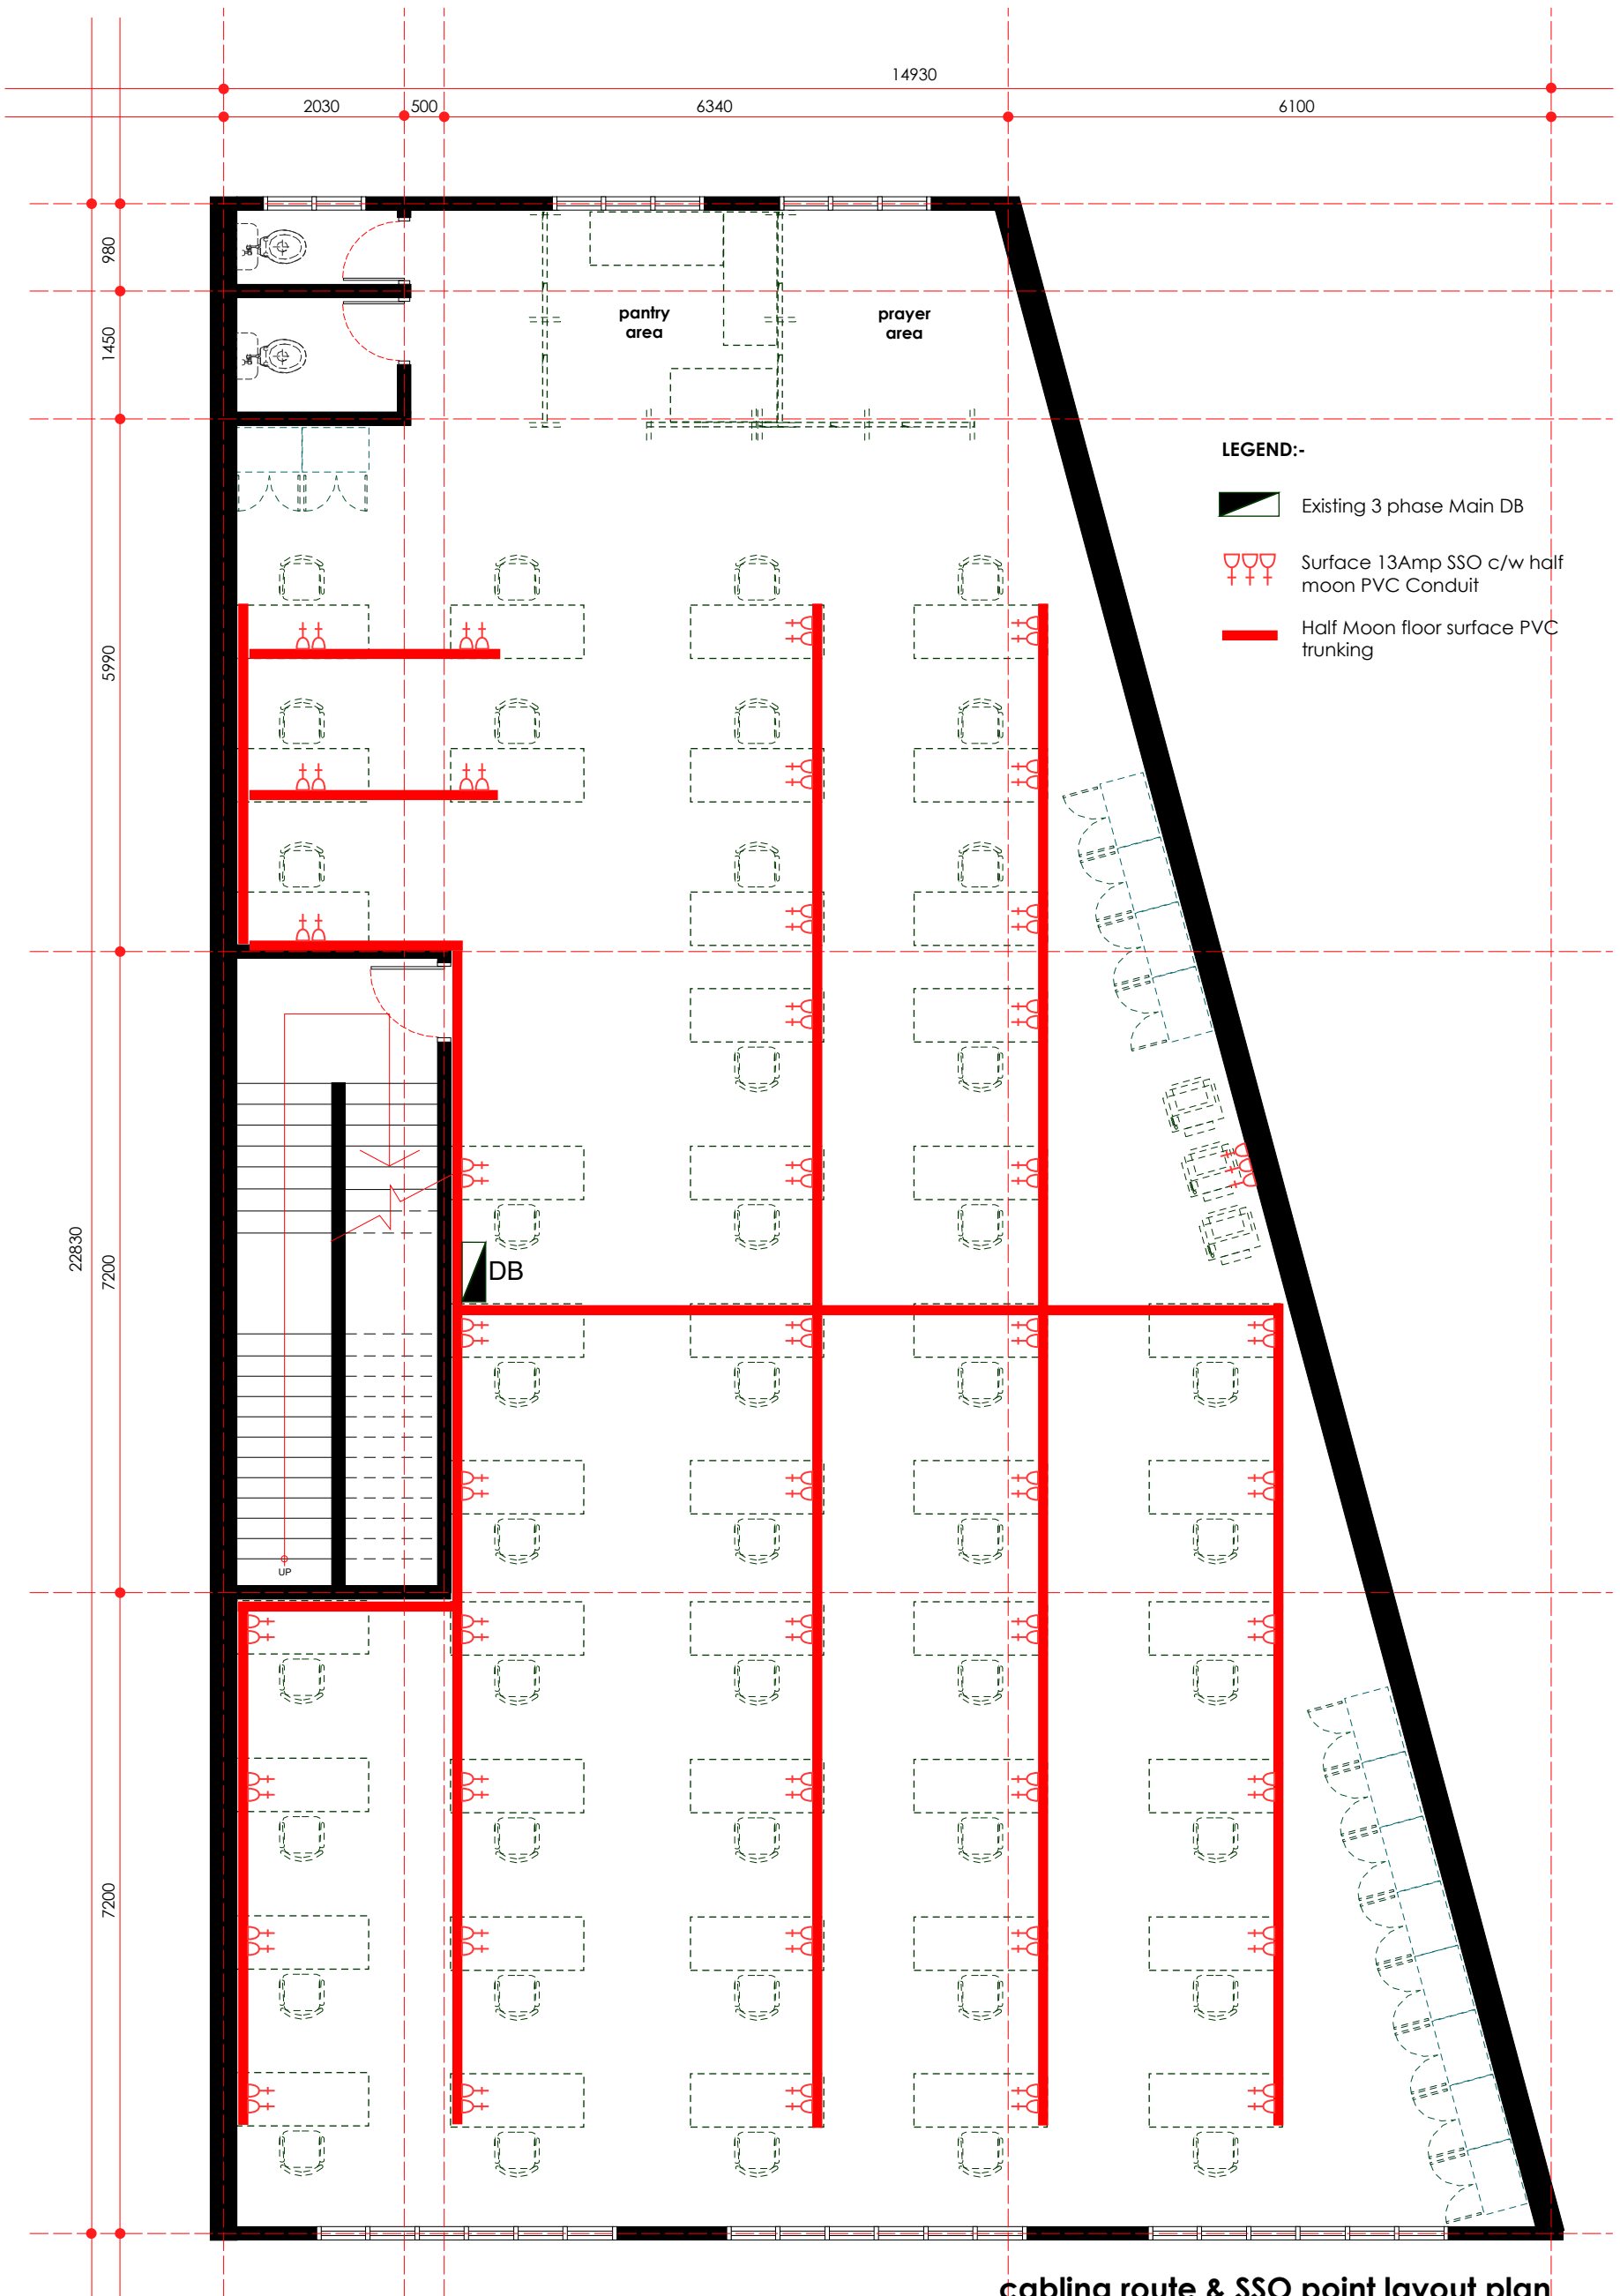 14930
2030
500
6340
6100
980
1450
5990
7200
22830
7200
pantry
area
prayer
area
LEGEND:-
Existing 3 phase Main DB
Surface 13Amp SSO c/w half
moon PVC Conduit
Half Moon floor surface PVC
trunking
DB
UP
cabling route & SSO point layout plan